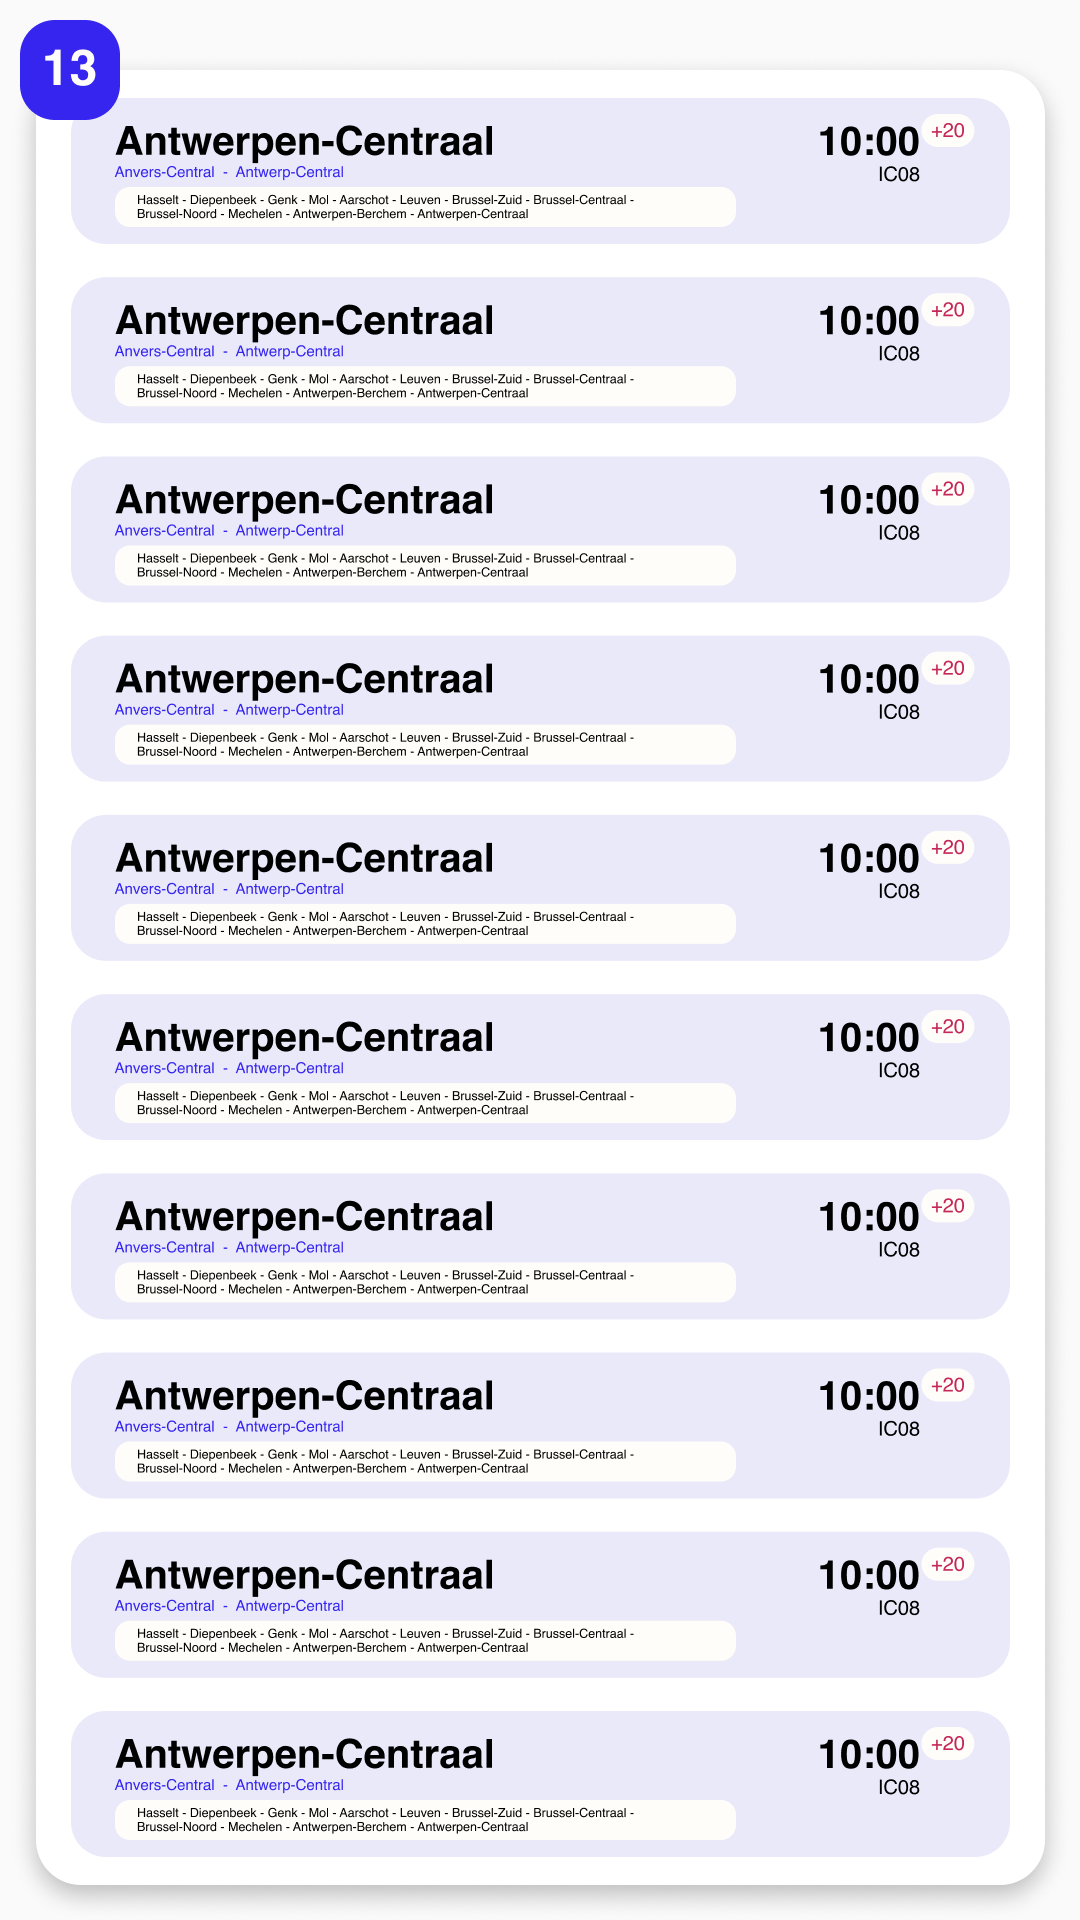 13
Antwerpen-Centraal 10:00 +20
Anvers-Central - Antwerp-Central IC08
Hasselt - Diepenbeek - Genk - Mol - Aarschot - Leuven - Brussel-Zuid - Brussel-Centraal -
Brussel-Noord - Mechelen - Antwerpen-Berchem - Antwerpen-Centraal
Antwerpen-Centraal 10:00 +20
Anvers-Central - Antwerp-Central IC08
Hasselt - Diepenbeek - Genk - Mol - Aarschot - Leuven - Brussel-Zuid - Brussel-Centraal -
Brussel-Noord - Mechelen - Antwerpen-Berchem - Antwerpen-Centraal
Antwerpen-Centraal 10:00 +20
Anvers-Central - Antwerp-Central IC08
Hasselt - Diepenbeek - Genk - Mol - Aarschot - Leuven - Brussel-Zuid - Brussel-Centraal -
Brussel-Noord - Mechelen - Antwerpen-Berchem - Antwerpen-Centraal
Antwerpen-Centraal 10:00 +20
Anvers-Central - Antwerp-Central IC08
Hasselt - Diepenbeek - Genk - Mol - Aarschot - Leuven - Brussel-Zuid - Brussel-Centraal -
Brussel-Noord - Mechelen - Antwerpen-Berchem - Antwerpen-Centraal
Antwerpen-Centraal 10:00 +20
Anvers-Central - Antwerp-Central IC08
Hasselt - Diepenbeek - Genk - Mol - Aarschot - Leuven - Brussel-Zuid - Brussel-Centraal -
Brussel-Noord - Mechelen - Antwerpen-Berchem - Antwerpen-Centraal
Antwerpen-Centraal 10:00 +20
Anvers-Central - Antwerp-Central IC08
Hasselt - Diepenbeek - Genk - Mol - Aarschot - Leuven - Brussel-Zuid - Brussel-Centraal -
Brussel-Noord - Mechelen - Antwerpen-Berchem - Antwerpen-Centraal
Antwerpen-Centraal 10:00 +20
Anvers-Central - Antwerp-Central IC08
Hasselt - Diepenbeek - Genk - Mol - Aarschot - Leuven - Brussel-Zuid - Brussel-Centraal -
Brussel-Noord - Mechelen - Antwerpen-Berchem - Antwerpen-Centraal
Antwerpen-Centraal 10:00 +20
Anvers-Central - Antwerp-Central IC08
Hasselt - Diepenbeek - Genk - Mol - Aarschot - Leuven - Brussel-Zuid - Brussel-Centraal -
Brussel-Noord - Mechelen - Antwerpen-Berchem - Antwerpen-Centraal
Antwerpen-Centraal 10:00 +20
Anvers-Central - Antwerp-Central IC08
Hasselt - Diepenbeek - Genk - Mol - Aarschot - Leuven - Brussel-Zuid - Brussel-Centraal -
Brussel-Noord - Mechelen - Antwerpen-Berchem - Antwerpen-Centraal
Antwerpen-Centraal 10:00 +20
Anvers-Central - Antwerp-Central IC08
Hasselt - Diepenbeek - Genk - Mol - Aarschot - Leuven - Brussel-Zuid - Brussel-Centraal -
Brussel-Noord - Mechelen - Antwerpen-Berchem - Antwerpen-Centraal